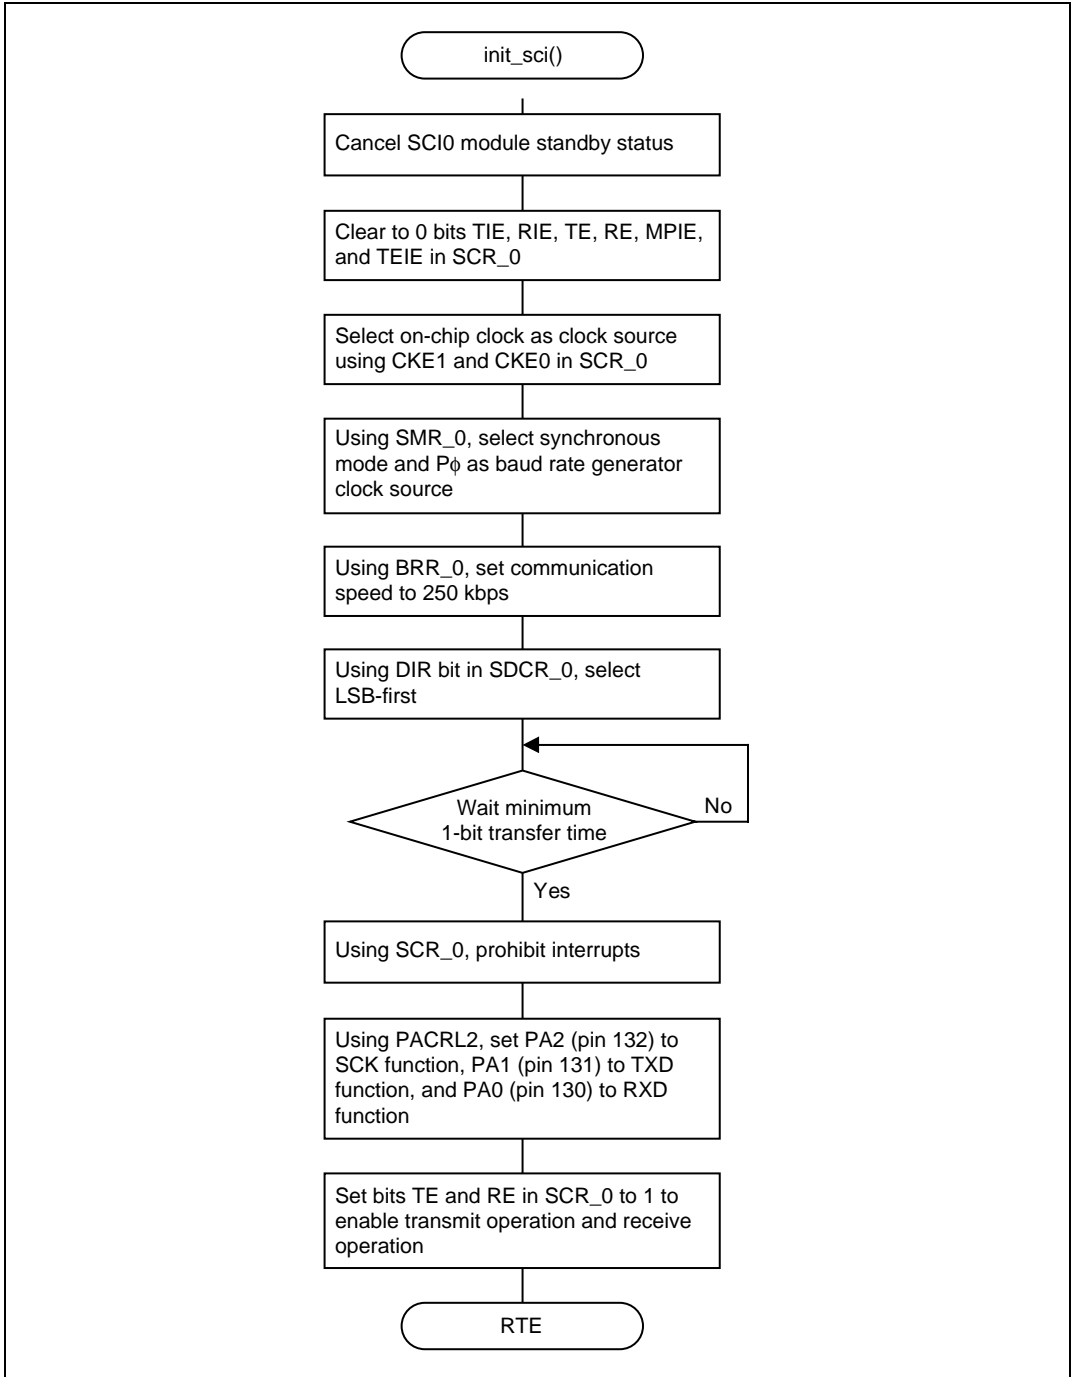 init_sci()
Cancel SCI0 module standby status
Clear to 0 bits TIE, RIE, TE, RE, MPIE,
and TEIE in SCR_0
Select on-chip clock as clock source
using CKE1 and CKE0 in SCR_0
Using SMR_0, select synchronous
mode and Pϕ as baud rate generator
clock source
Using BRR_0, set communication
speed to 250 kbps
Using DIR bit in SDCR_0, select
LSB-first
Wait minimum
1-bit transfer time
No
Yes
Using SCR_0, prohibit interrupts
Using PACRL2, set PA2 (pin 132) to
SCK function, PA1 (pin 131) to TXD
function, and PA0 (pin 130) to RXD
function
Set bits TE and RE in SCR_0 to 1 to
enable transmit operation and receive
operation
RTE